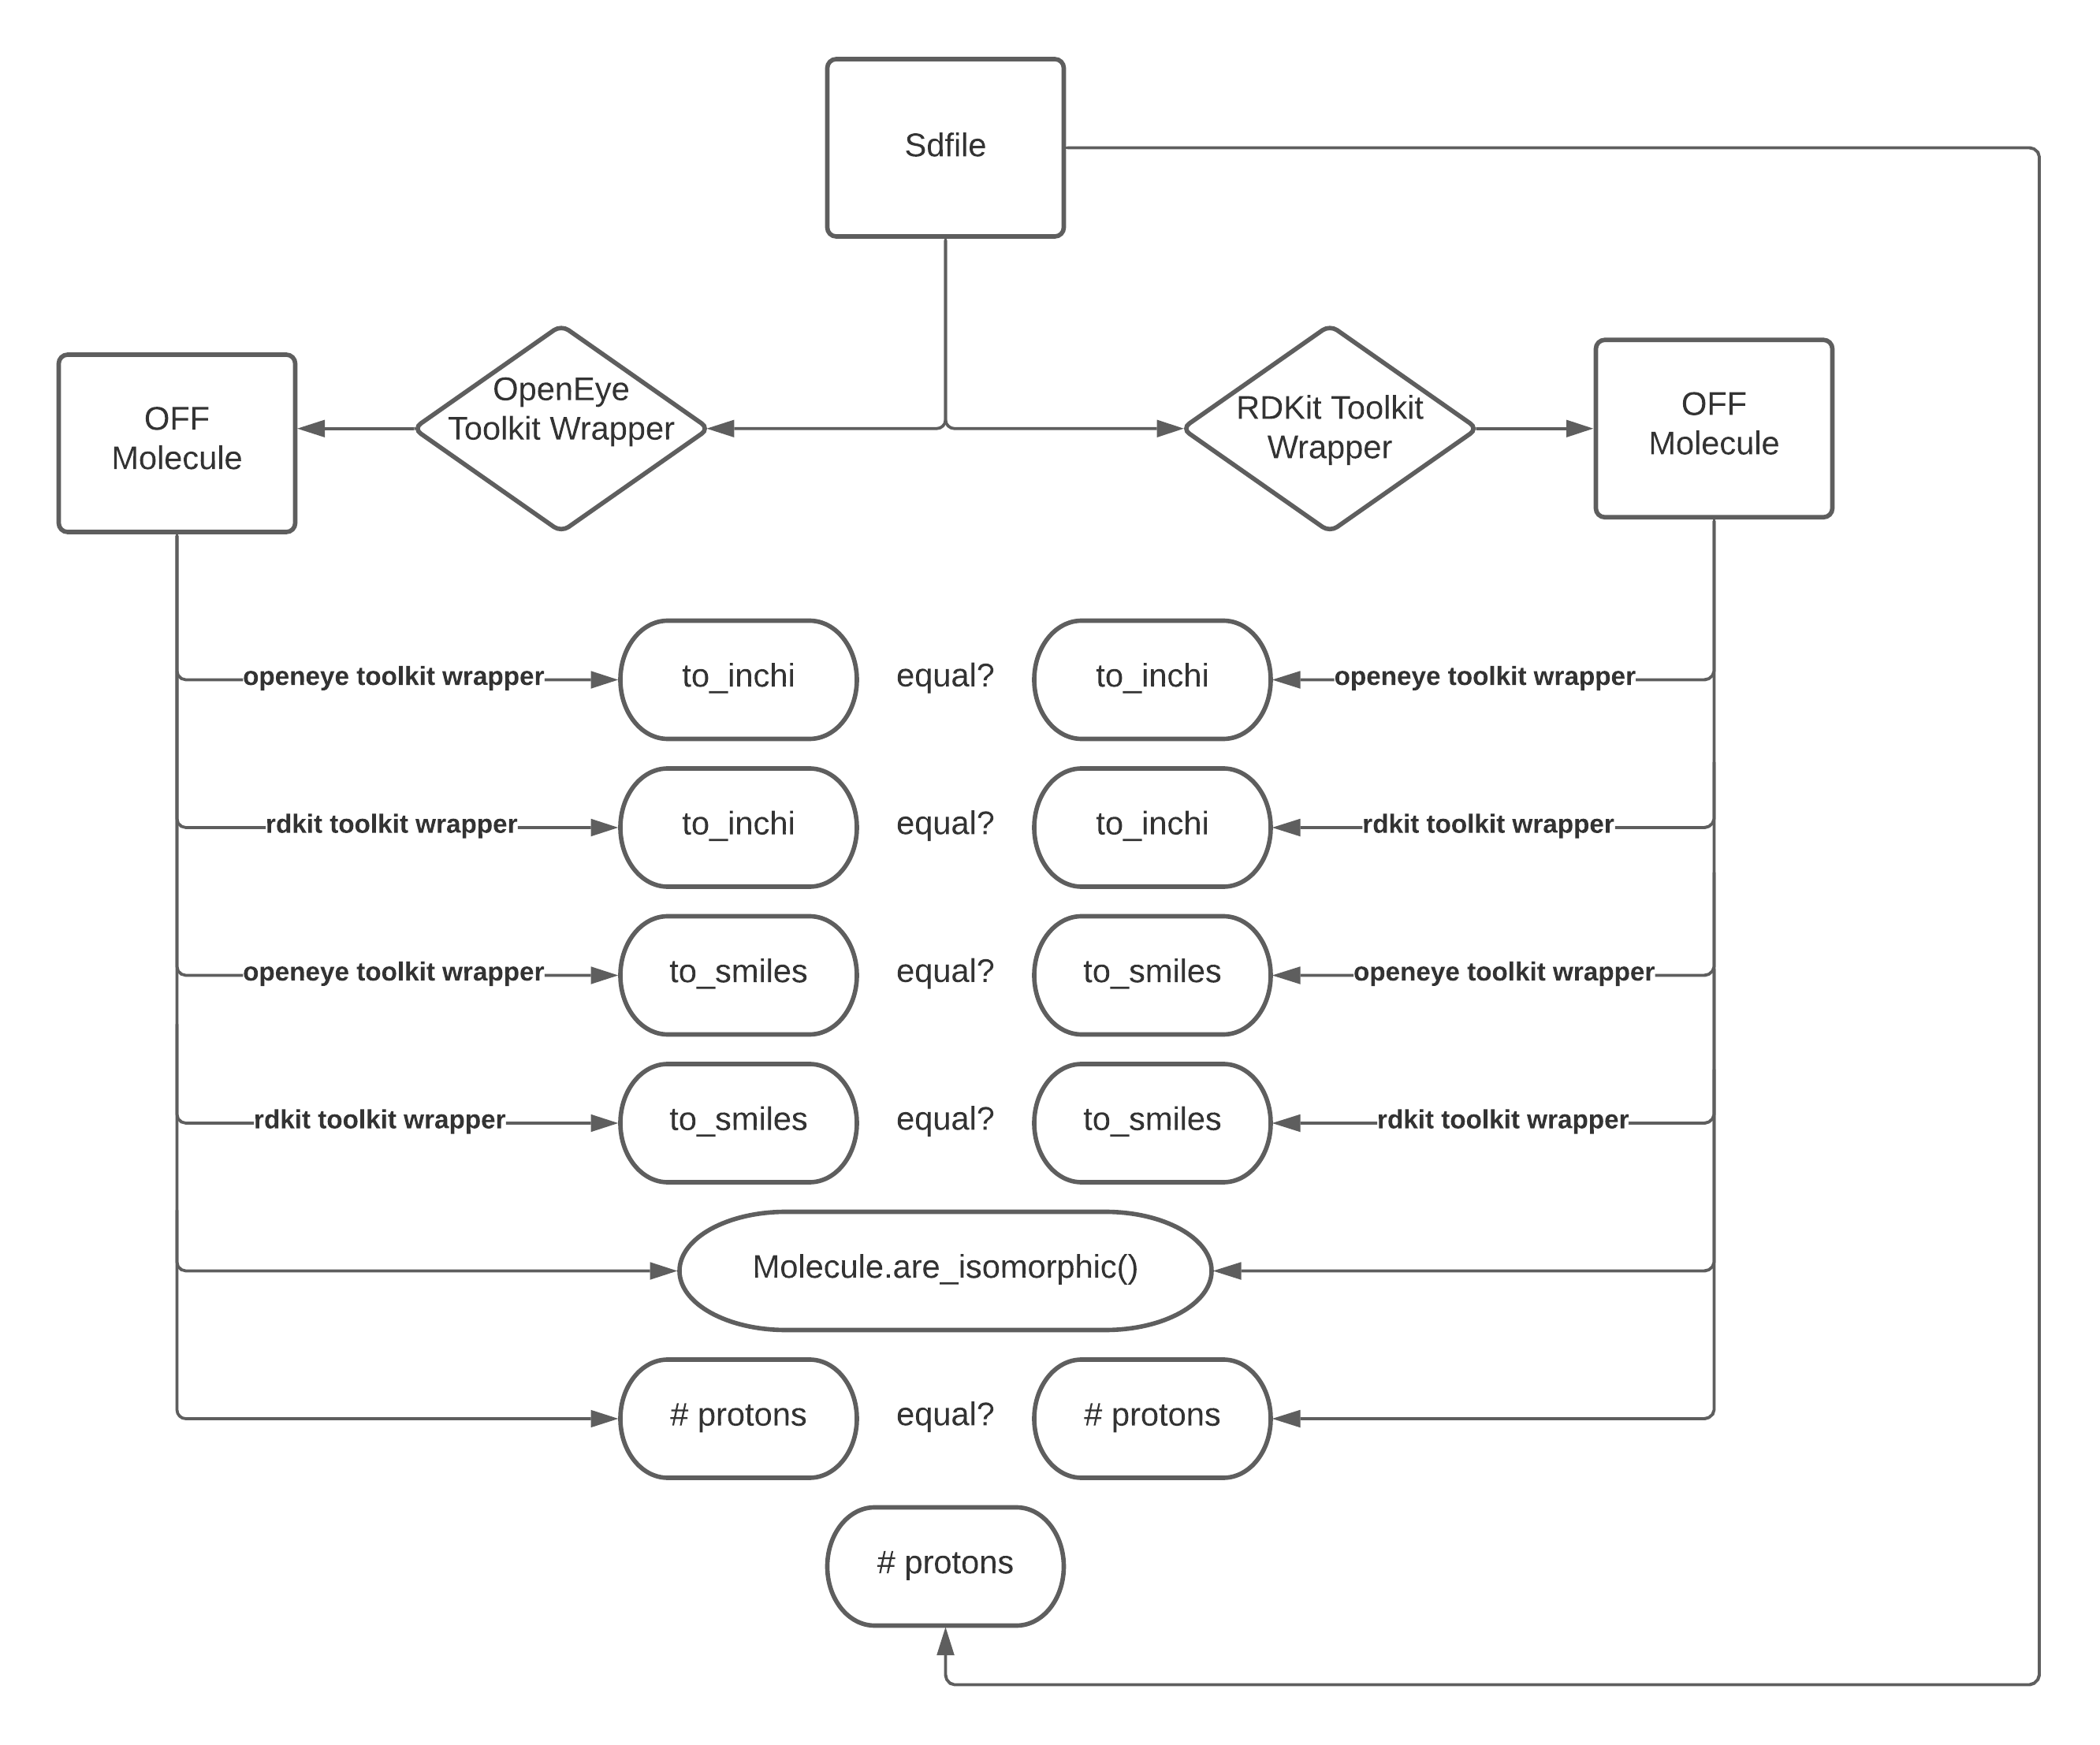 Sdfile
OFF
Molecule
OpenEye
Toolkit Wrapper
RDKit Toolkit
Wrapper
OFF
Molecule
openeye toolkit wrapper
to_inchi
equal?
to_inchi
openeye toolkit wrapper
rdkit toolkit wrapper
to_inchi
equal?
to_inchi
rdkit toolkit wrapper
openeye toolkit wrapper
to_smiles
equal?
to_smiles
openeye toolkit wrapper
rdkit toolkit wrapper
to_smiles
equal?
to_smiles
rdkit toolkit wrapper
Molecule.are_isomorphic()
# protons
equal?
# protons
# protons